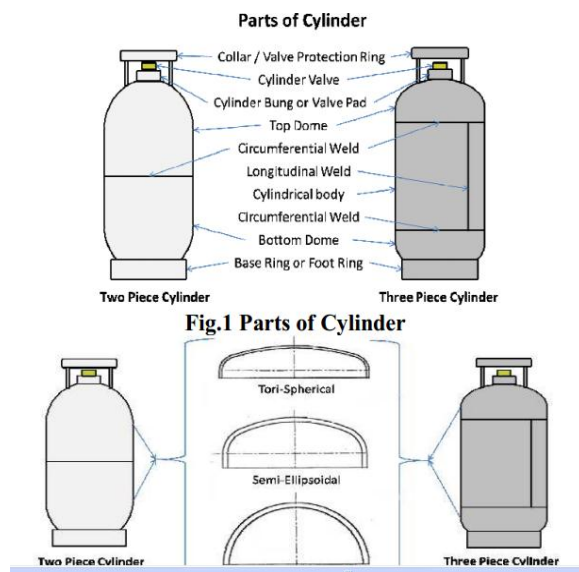 Parts of Cylinder
Collar / Valve Protection Ring
Cylinder Valve
Cylinder Bung or Valve Pad
Top Dome
Circumferential Weld
Longitudinal Weld
Cylindrical body
Circumferential Weld
Bottom Dome
Base Ring or Foot Ring
Two Piece Cylinder
Three Piece Cylinder
Fig.1 Parts of Cylinder
Tori-Spherical
Semi-Ellipsoidal
Two Piece Cylinder
Three Piece Cylinder